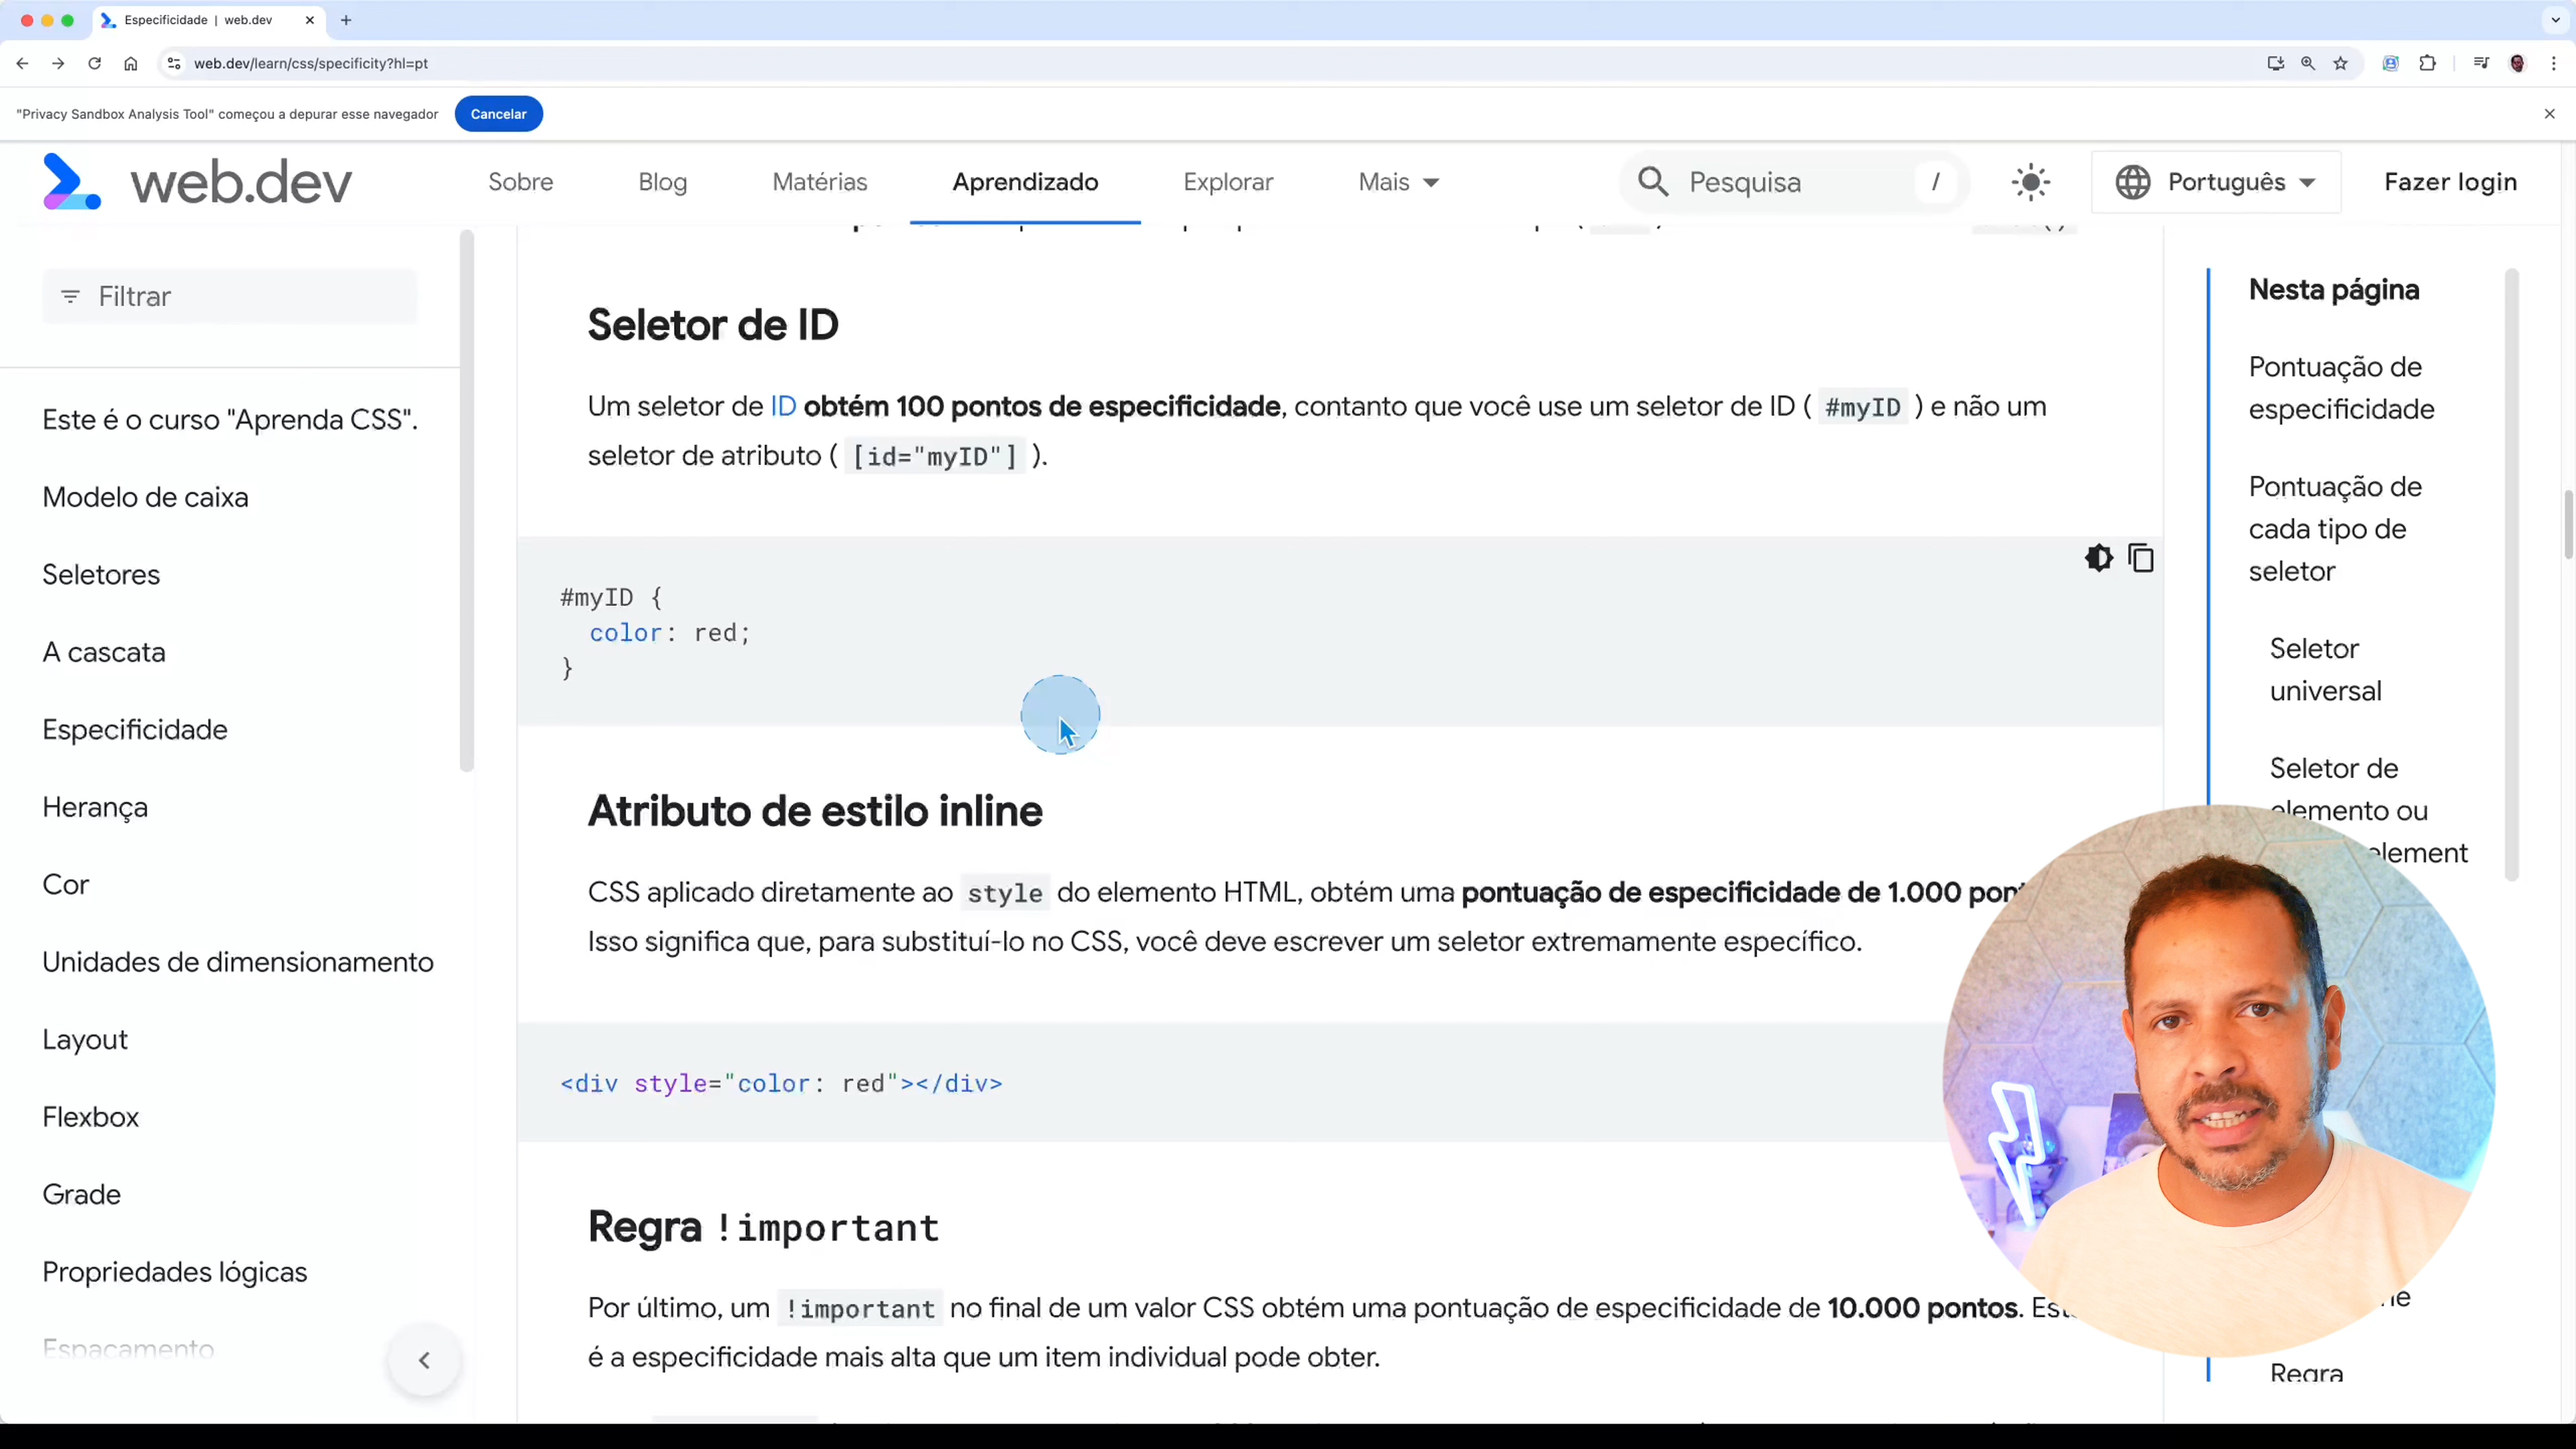 Especificidade | web.dev
web.dev/learn/css/specificity?hl=pt
"Privacy Sandbox Analysis Tool" começou a depurar esse navegador
Cancelar
web.dev
Sobre
Blog
Matérias
Aprendizado
Explorar
Mais
Pesquisa
/
Português
Fazer login
Filtrar
Este é o curso "Aprenda CSS".
Modelo de caixa
Seletores
A cascata
Especificidade
Herança
Cor
Unidades de dimensionamento
Layout
Flexbox
Grade
Propriedades lógicas
Espaçamento
Seletor de ID
Um seletor de ID obtém 100 pontos de especificidade, contanto que você use um seletor de ID ( #myID ) e não um
seletor de atributo ( [id="myID"] ).
#myID {
color: red;
}
Atributo de estilo inline
CSS aplicado diretamente ao style do elemento HTML, obtém uma pontuação de especificidade de 1.000
Isso significa que, para substituí-lo no CSS, você deve escrever um seletor extremamente específico.
<div style="color: red"></div>
Regra !important
Por último, um !important no final de um valor CSS obtém uma pontuação de especificidade de 10.000 pontos.
é a especificidade mais alta que um item individual pode obter.
Nesta página
Pontuação de
especificidade
Pontuação de
cada tipo de
seletor
Seletor
universal
Seletor de
elemento ou
Regra